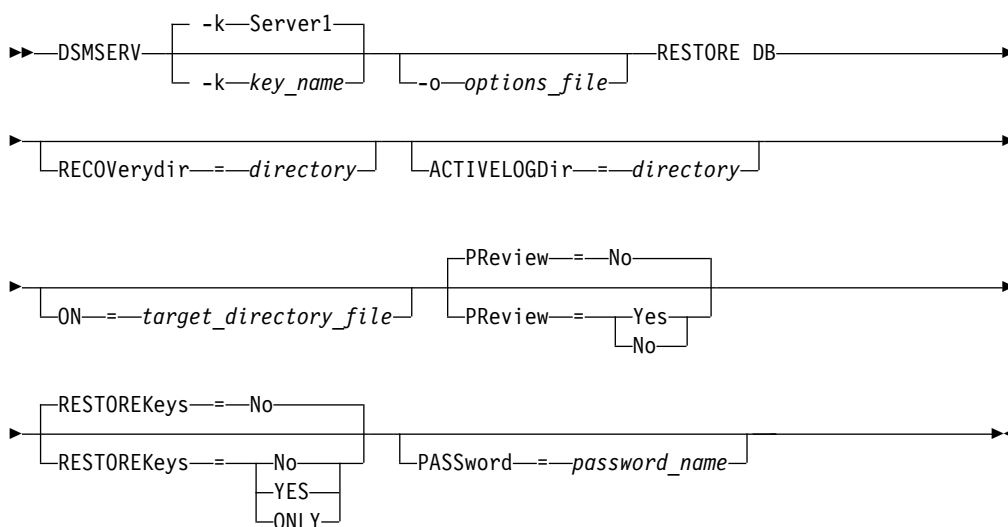 -k Server1
DSMSERV RESTORE DB
-k key_name -o options_file
RECOVerydir = directory ACTIVELOGDir = directory
PReview = No
ON = target_directory_file PReview = Yes
No
RESTOREKeys = No
RESTOREKeys = No PASSword = password_name
YES
ONLY